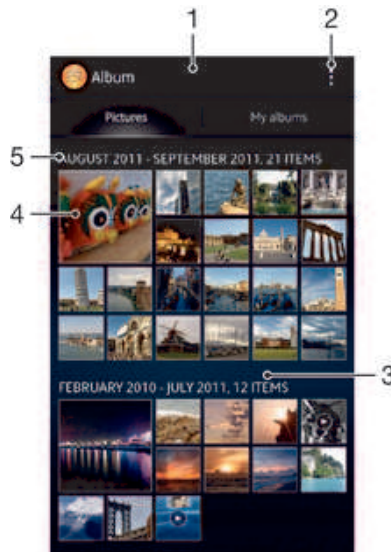 1 2
Album
Pictures My albums
5 AUGUST 2011 - SEPTEMBER 2011, 21 ITEMS
4
3
FEBRUARY 2010 - JULY 2011, 12 ITEMS